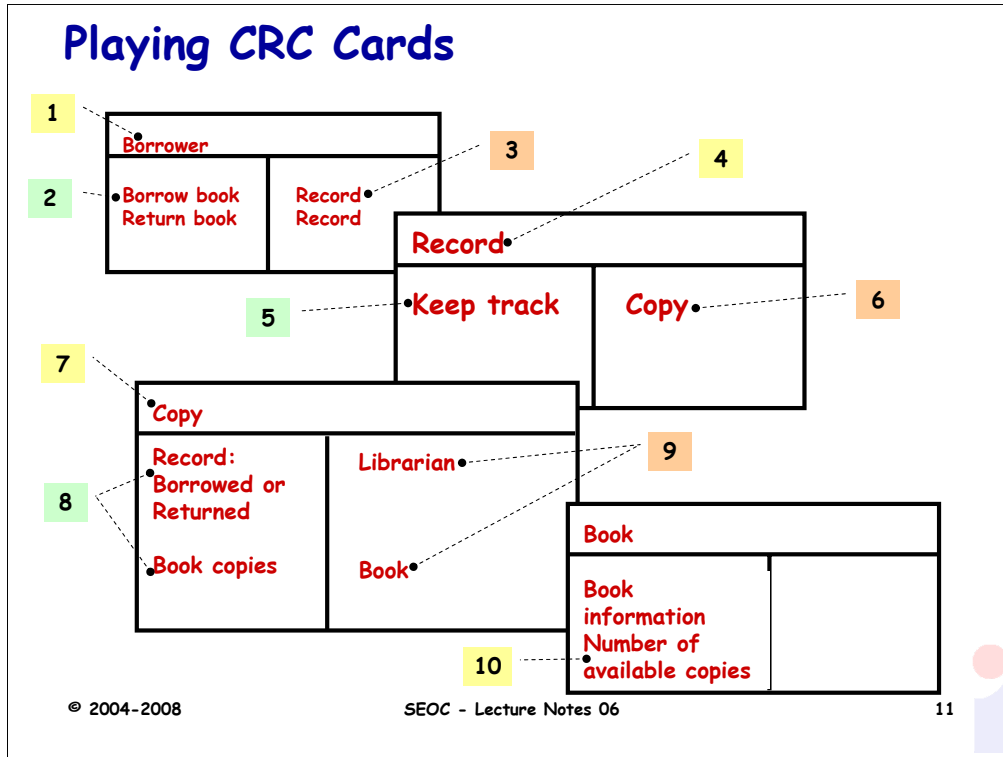 Playing CRC Cards
1
Borrower
3
4
2
Borrow book
Return book
Record
Record
Record
5
Keep track
Copy
6
7
Copy
9
8
Record:
Borrowed or
Returned
Librarian
Book copies
Book
Book
Book
information
Number of
available copies
10
© 2004-2008
SEOC - Lecture Notes 06
11